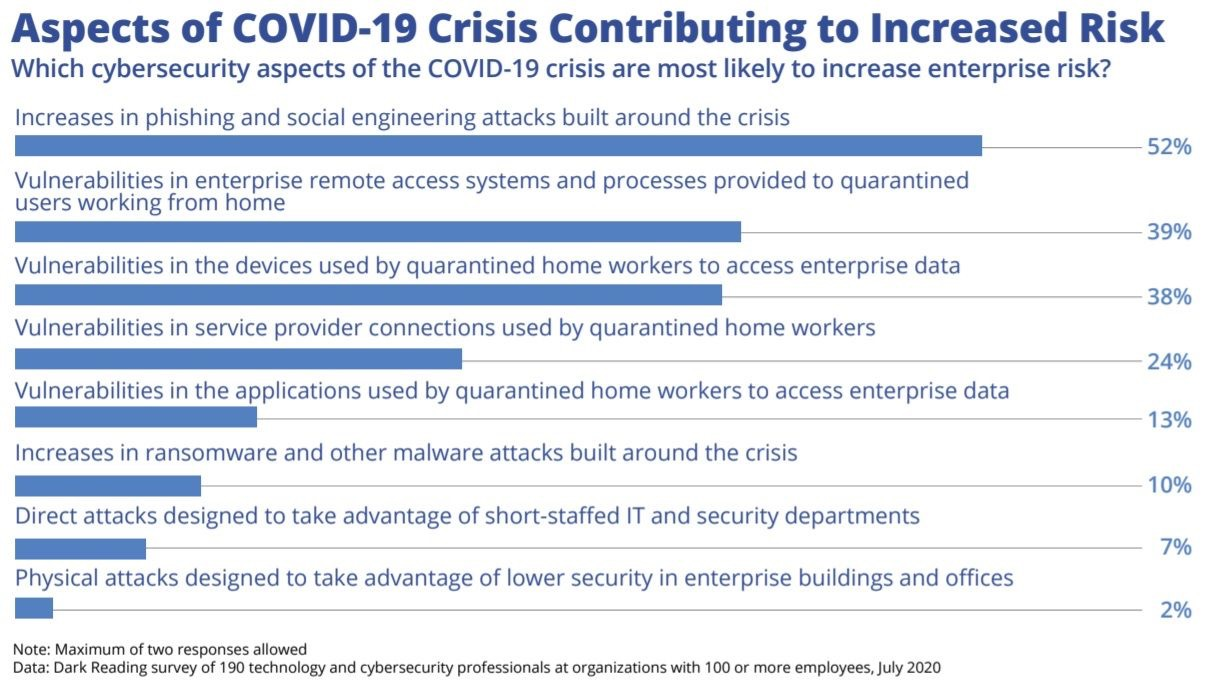 Aspects of COVID-19 Crisis Contributing to Increased Risk
Which cybersecurity aspects of the COVID-19 crisis are most likely to increase enterprise risk?
Increases in phishing and social engineering attacks built around the crisis
52%
Vulnerabilities in enterprise remote access systems and processes provided to quarantined
users working from home
39%
Vulnerabilities in the devices used by quarantined home workers to access enterprise data
38%
Vulnerabilities in service provider connections used by quarantined home workers
24%
Vulnerabilities in the applications used by quarantined home workers to access enterprise data
13%
Increases in ransomware and other malware attacks built around the crisis
10%
Direct attacks designed to take advantage of short-staffed IT and security departments
7%
Physical attacks designed to take advantage of lower security in enterprise buildings and offices
2%
Note: Maximum of two responses allowed
Data: Dark Reading survey of 190 technology and cybersecurity professionals at organizations with 100 or more employees, July 2020